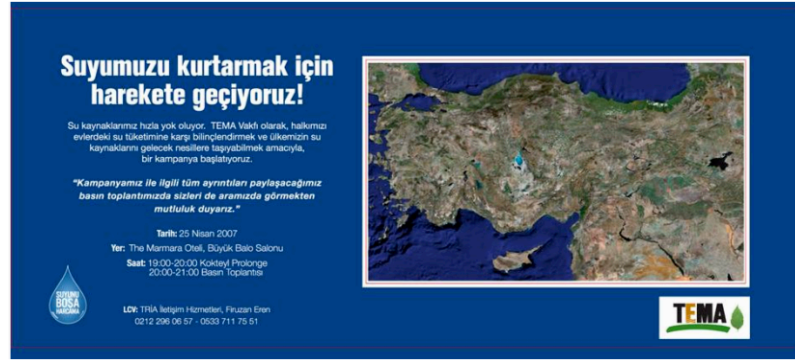 Suyumuzu kurtarmak için
harekete geçiyoruz!
Su kaynaklarımız hızla yok oluyor. TEMA Vakfı olarak, halkımızı
evlerdeki su tüketimine karşı bilinçlendirmek ve ülkemizin su
kaynaklarını gelecek nesillere taşıyabilmek amacıyla,
bir kampanya başlatıyoruz.
"Kampanyamız ile ilgili tüm ayrıntıları paylaşacağımız
basın toplantımızda sizleri de aramızda görmekten
mutluluk duyarız."
Tarih: 25 Nisan 2007
Yer: The Marmara Oteli, Büyük Balo Salonu
Saat: 19:00-20:00 Kokteyl Prolonge
20:00-21:00 Basın Toplantısı
SUYUNU
BOŞA
HARCAMA
LCV: TRİA İletişim Hizmetleri, Firuzan Eren
0212 296 06 57 - 0533 711 75 51
TEMA